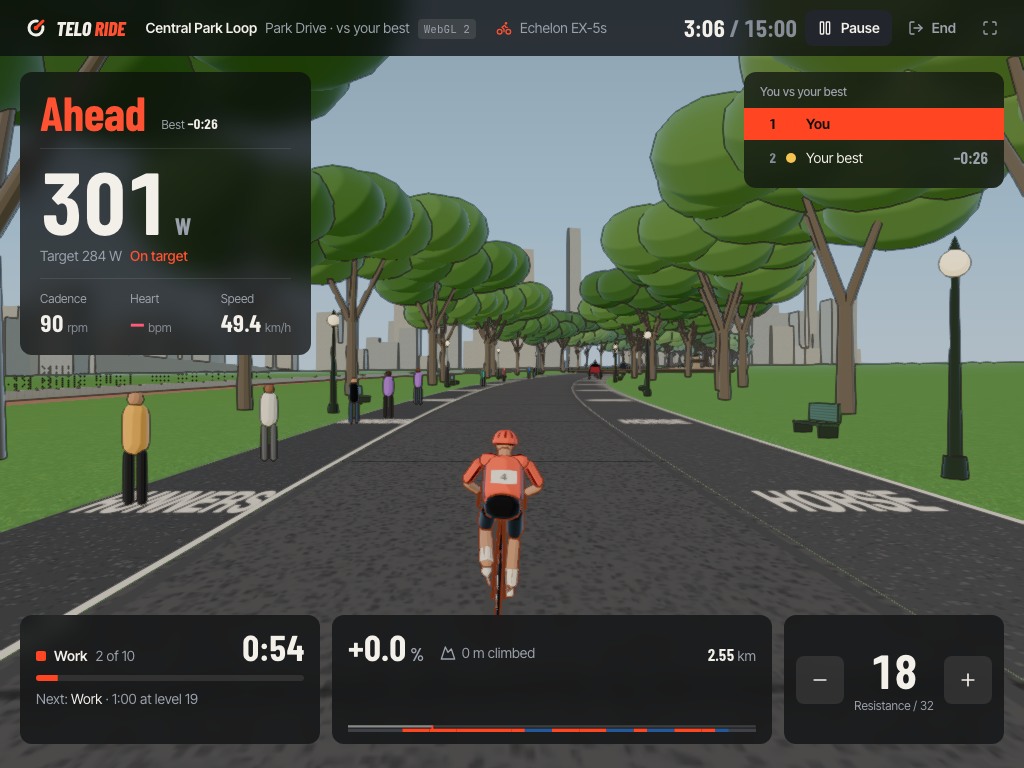 TELO RIDE Central Park Loop Park Drive · vs your best WebGL 2 Echelon EX-5s 3:06 / 15:00 Pause End
Ahead Best −0:26
301 W
Target 284 W On target
Cadence Heart Speed
90 rpm — bpm 49.4 km/h
You vs your best
1 You
2 Your best −0:26
4
RUNNERS
HORSE
Work 2 of 10 0:54
Next: Work · 1:00 at level 19
+0.0 % 0 m climbed 2.55 km
− 18 +
Resistance / 32